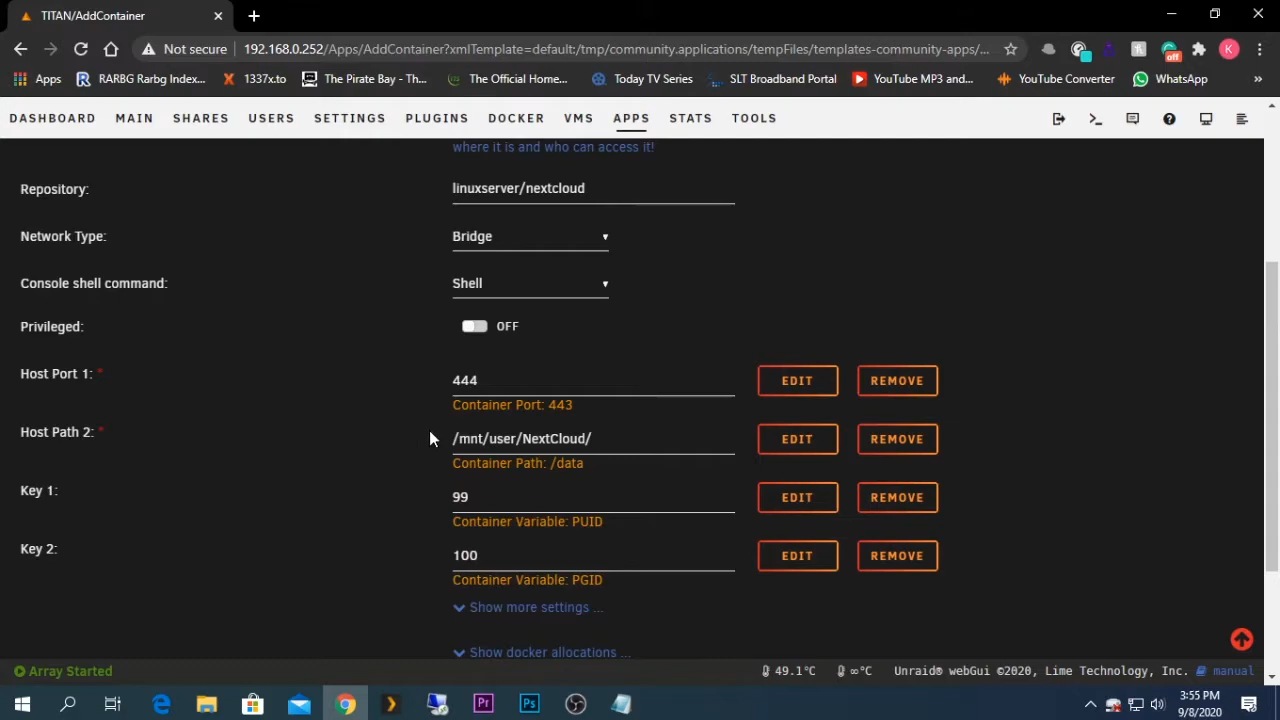 TITAN/AddContainer
Not secure 192.168.0.252/Apps/AddContainer?xmlTemplate=default:/tmp/community.applications/tempFiles/templates-community-apps/...
off K
Apps RARBG Rarbg Index... 1337x.to The Pirate Bay - Th... The Official Home... Today TV Series SLT Broadband Portal YouTube MP3 and... YouTube Converter WhatsApp »
DASHBOARD MAIN SHARES USERS SETTINGS PLUGINS DOCKER VMS APPS STATS TOOLS
where it is and who can access it!
Repository: linuxserver/nextcloud
Network Type: Bridge
Console shell command: Shell
Privileged: OFF
Host Port 1: * 444 EDIT REMOVE
Container Port: 443
Host Path 2: * /mnt/user/NextCloud/ EDIT REMOVE
Container Path: /data
Key 1: 99 EDIT REMOVE
Container Variable: PUID
Key 2: 100 EDIT REMOVE
Container Variable: PGID
Show more settings ...
Show docker allocations ...
Array Started 49.1°C ∞°C Unraid® webGui ©2020, Lime Technology, Inc. manual
Pr Ps 3:55 PM
9/8/2020